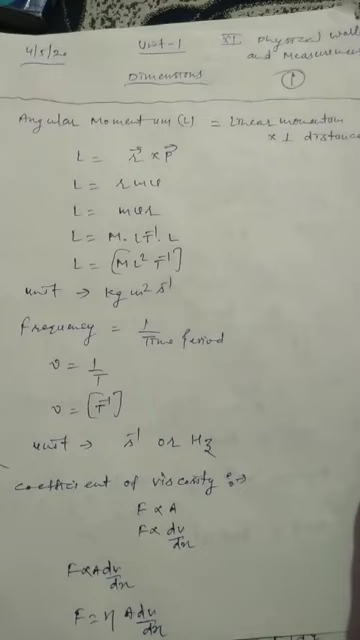 4/5/20 Unit-1 XI Physical World
and Measurement
Dimensions
1
Angular Momentum (L) = Linear momentum
x ⊥ distance
L = r⃗ x p⃗
L = rmv
L = mvr
L = M. LT⁻¹. L
L = [ML² T⁻¹]
unit → kg m² s⁻¹
Frequency = 1/Time Period
υ = 1/T
υ = [T⁻¹]
unit → s⁻¹ or Hz
Coefficient of viscosity :→
F ∝ A
F ∝ dv/dx
F ∝ A dv/dx
F = η A dv/dx